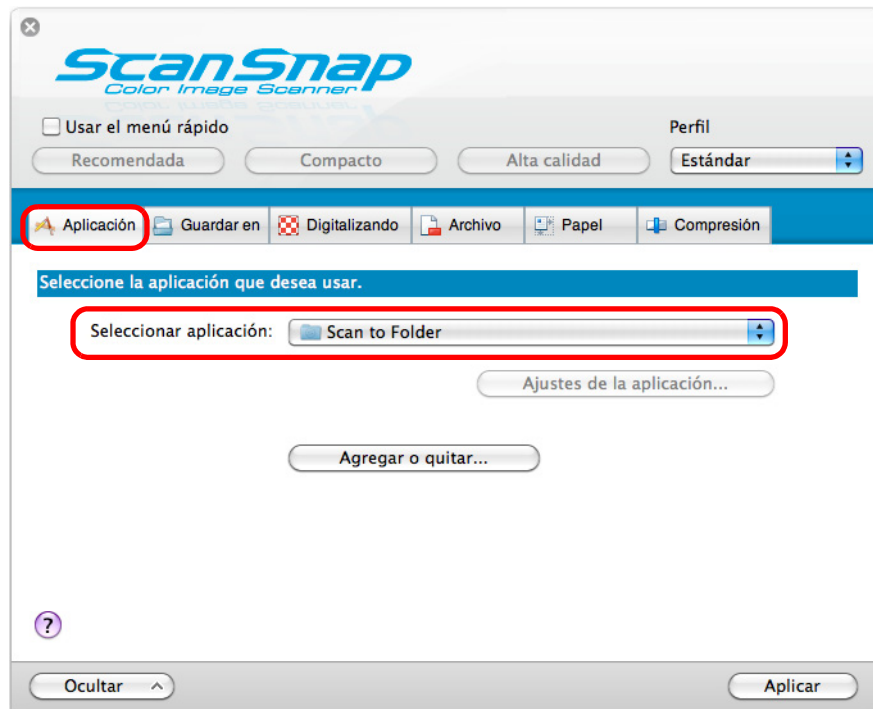 ScanSnap
Color Image Scanner
Usar el menú rápido
Perfil
Recomendada Compacto Alta calidad Estándar
Aplicación Guardar en Digitalizando Archivo Papel Compresión
Seleccione la aplicación que desea usar.
Seleccionar aplicación: Scan to Folder
Ajustes de la aplicación...
Agregar o quitar...
?
Ocultar Aplicar